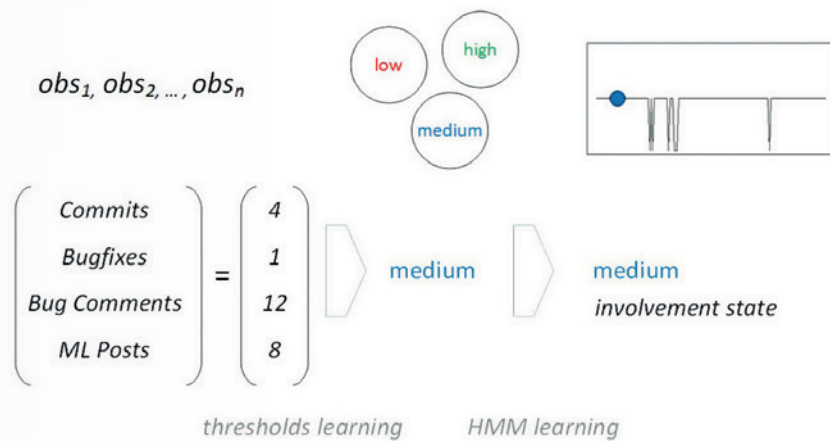 obs1, obs2, ..., obsn
low
high
medium
Commits
Bugfixes
Bug Comments
ML Posts
=
4
1
12
8
medium
medium
involvement state
thresholds learning
HMM learning